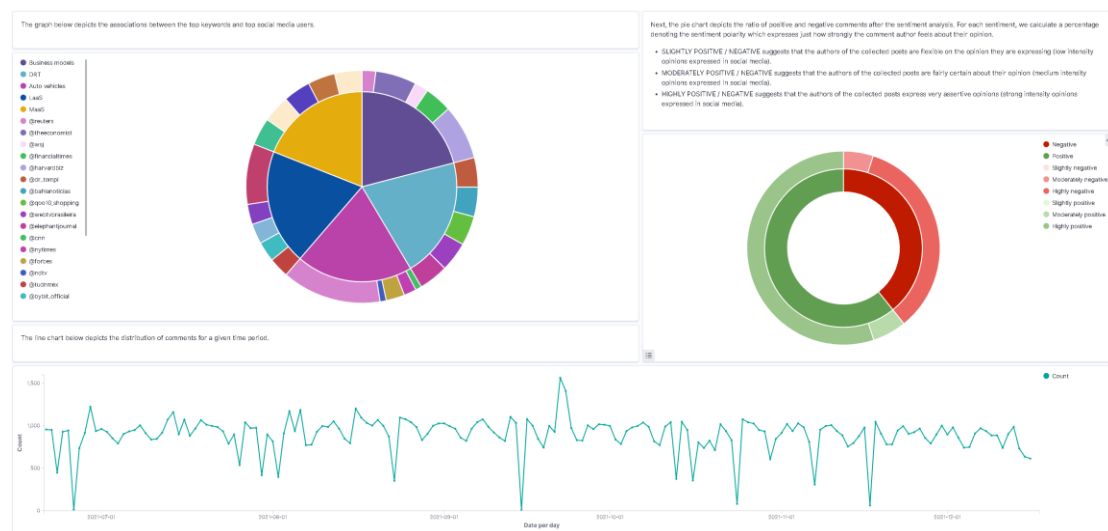 The graph below depicts the associations between the top keywords and top social media users.
Business models
DRT
Auto vehicles
LaaS
MaaS
@reuters
@theeconomist
@wsj
@financialtimes
@harvardbiz
@dr_tompi
@bahianoticias
@qoo10_shopping
@webtvbrasileira
@elephantjournal
@cnn
@nytimes
@forbes
@ndtv
@tudnmex
@bybit_official
Next, the pie chart depicts the ratio of positive and negative comments after the sentiment analysis. For each sentiment, we calculate a percentage
denoting the sentiment polarity which expresses just how strongly the comment author feels about their opinion.
• SLIGHTLY POSITIVE / NEGATIVE suggests that the authors of the collected posts are flexible on the opinion they are expressing (low intensity
opinions expressed in social media).
• MODERATELY POSITIVE / NEGATIVE suggests that the authors of the collected posts are fairly certain about their opinion (medium intensity
opinions expressed in social media).
• HIGHLY POSITIVE / NEGATIVE suggests that the authors of the collected posts express very assertive opinions (strong intensity opinions
expressed in social media).
Negative
Positive
Slightly negative
Moderately negative
Highly negative
Slightly positive
Moderately positive
Highly positive
The line chart below depicts the distribution of comments for a given time period.
Count
1,500
1,000
500
0
Count
2021-07-01
2021-08-01
2021-09-01
2021-10-01
2021-11-01
2021-12-01
Date per day